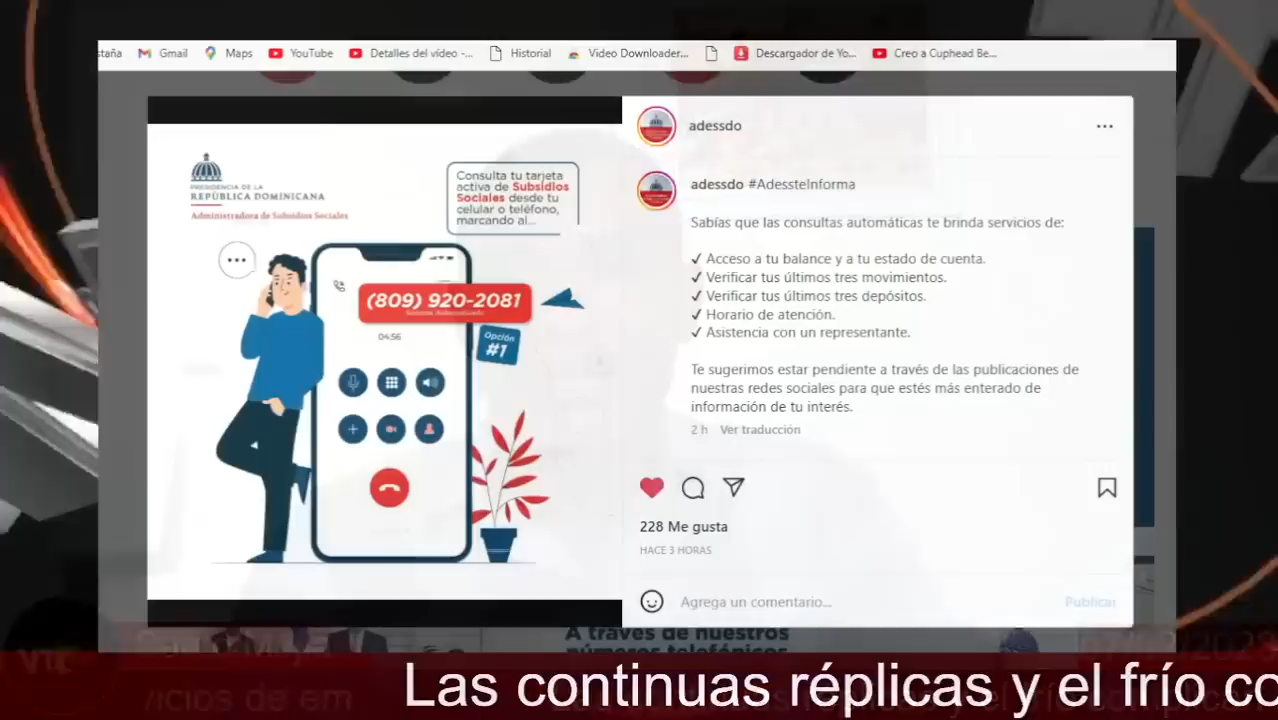 staña Gmail Maps YouTube Detalles del vídeo -... Historial Video Downloader... Descargador de Yo... Creo a Cuphead Be...
PRESIDENCIA DE LA
REPÚBLICA DOMINICANA
Administradora de Subsidios Sociales
Consulta tu tarjeta
activa de Subsidios
Sociales desde tu
celular o teléfono,
marcando al...
(809) 920-2081
04:56
Opción
#1
adessdo
adessdo #AdessteInforma
Sabías que las consultas automáticas te brinda servicios de:
✓ Acceso a tu balance y a tu estado de cuenta.
✓ Verificar tus últimos tres movimientos.
✓ Verificar tus últimos tres depósitos.
✓ Horario de atención.
✓ Asistencia con un representante.
Te sugerimos estar pendiente a través de las publicaciones de
nuestras redes sociales para que estés más enterado de
información de tu interés.
2 h Ver traducción
228 Me gusta
HACE 3 HORAS
Agrega un comentario...
Publicar
A través de nuestros
números telefónicos
Las continuas réplicas y el frío co